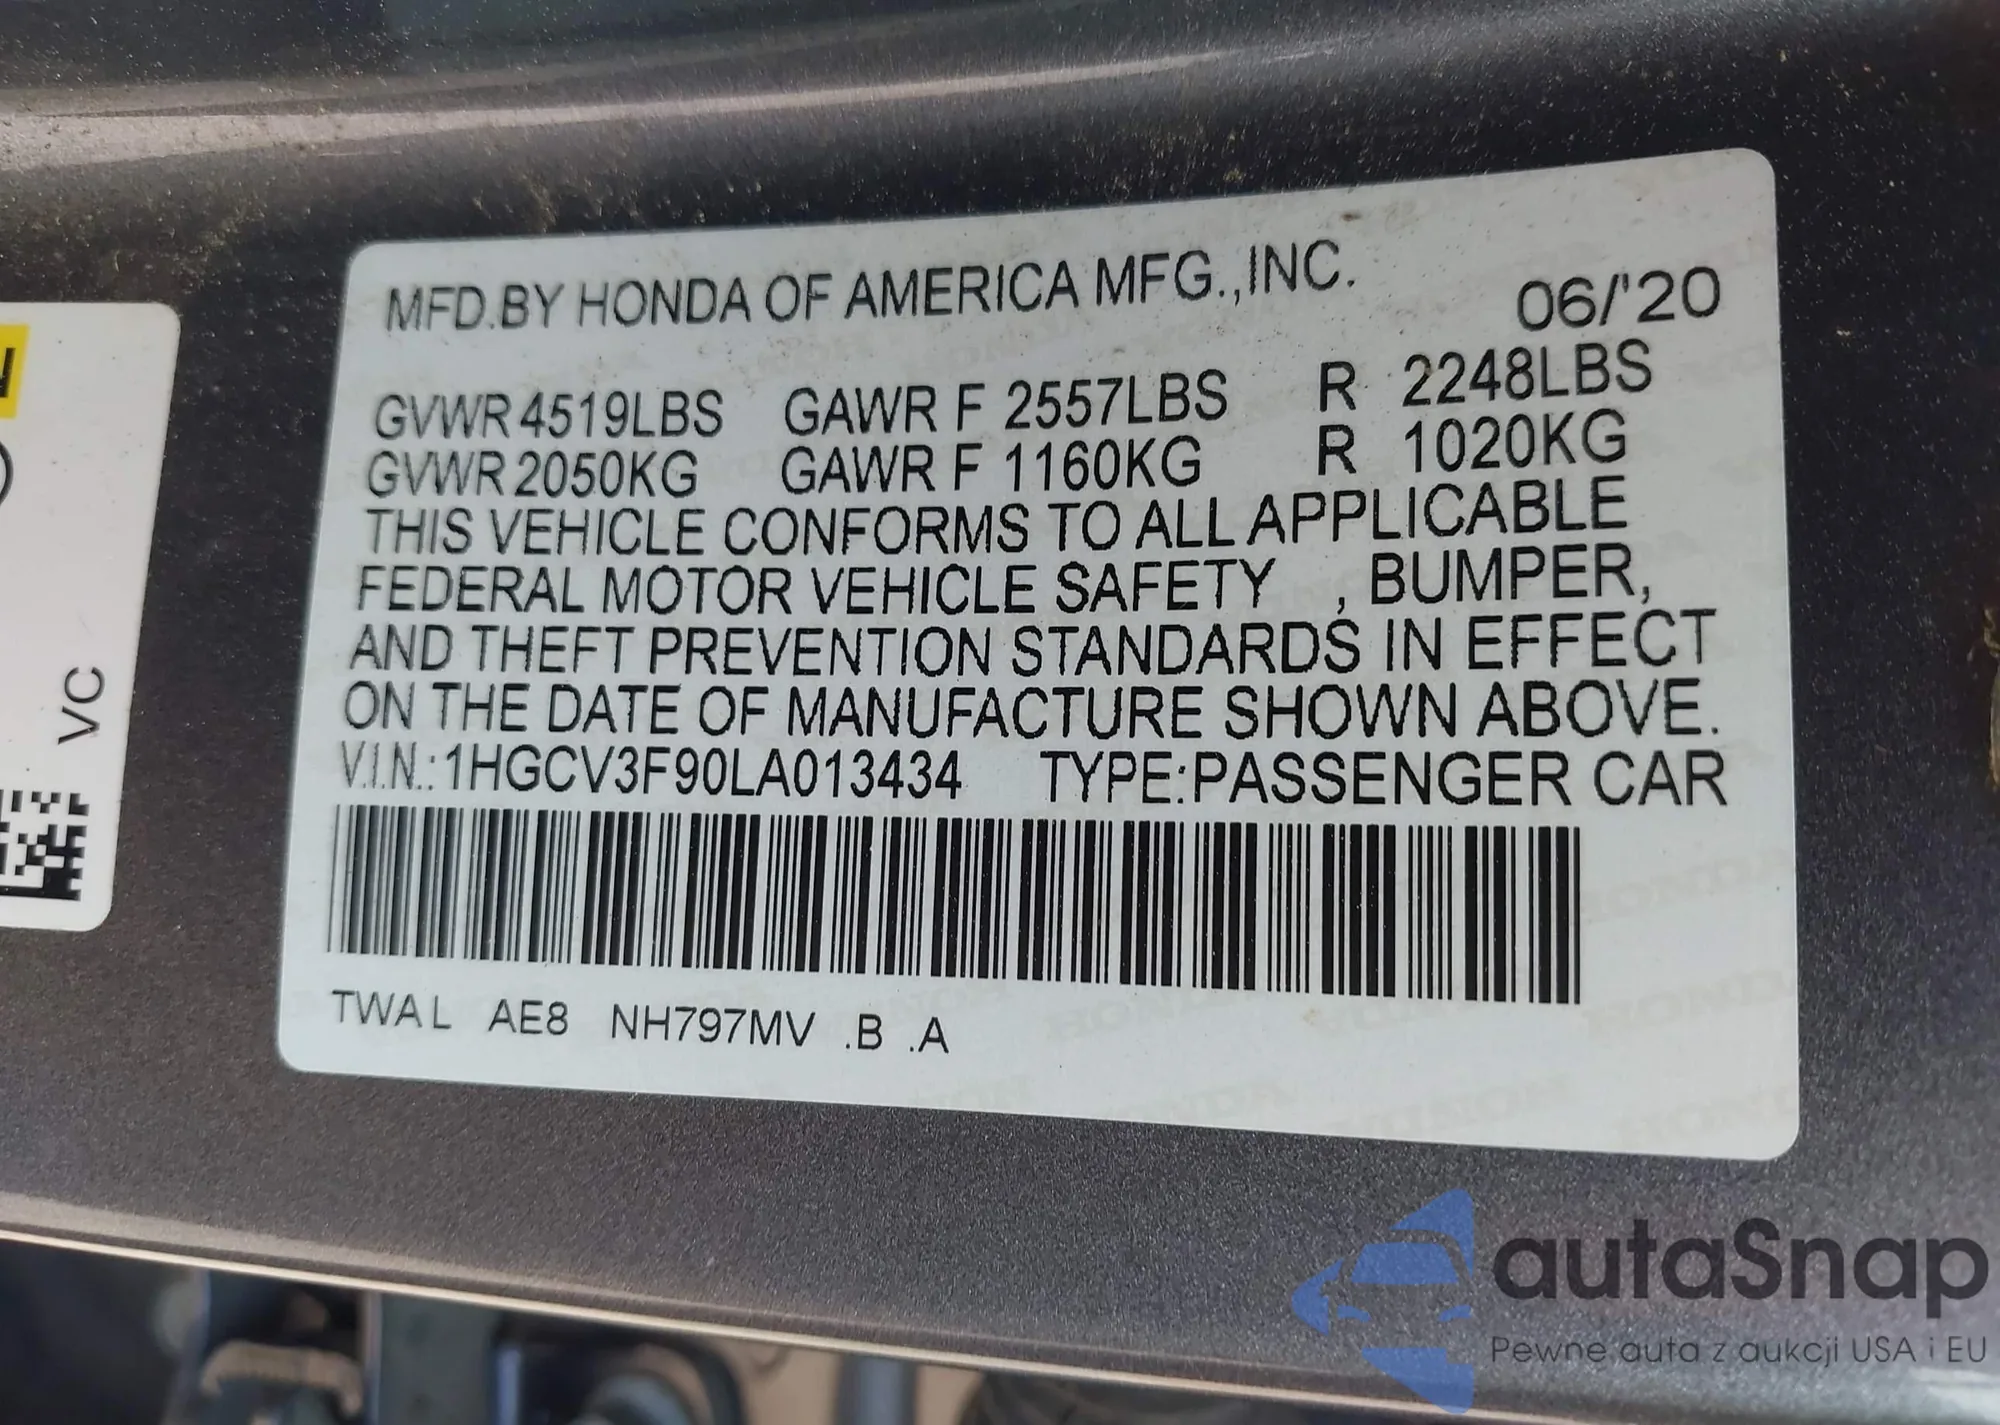 MFD.BY HONDA OF AMERICA MFG.,INC.
06/'20
GVWR 4519LBS GAWR F 2557LBS R 2248LBS
GVWR 2050KG GAWR F 1160KG R 1020KG
THIS VEHICLE CONFORMS TO ALL APPLICABLE
FEDERAL MOTOR VEHICLE SAFETY , BUMPER,
AND THEFT PREVENTION STANDARDS IN EFFECT
ON THE DATE OF MANUFACTURE SHOWN ABOVE.
V.I.N.:1HGCV3F90LA013434 TYPE:PASSENGER CAR
TWAL AE8 NH797MV .B .A
VC
autaSnap
Pewne auta z aukcji USA i EU